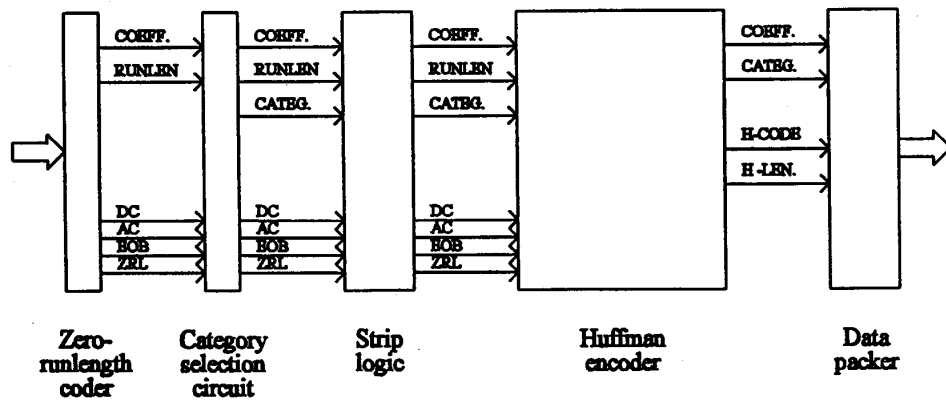 COEFF. COEFF. COEFF. COEFF.
RUNLEN RUNLEN RUNLEN CATEG.
CATEG. CATEG.
H-CODE
H-LEN.
DC DC DC
AC AC AC
EOB EOB EOB
ZRL ZRL ZRL
Zero-
runlength
coder
Category
selection
circuit
Strip
logic
Huffman
encoder
Data
packer